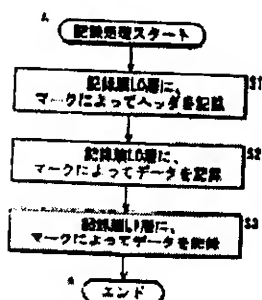 記録処理スタート
記録層L0層に、
S1
マークによってヘッダを記録
記録層L0層に、
S2
マークによってデータを記録
記録層L1層に、
S3
マークによってデータを記録
エンド